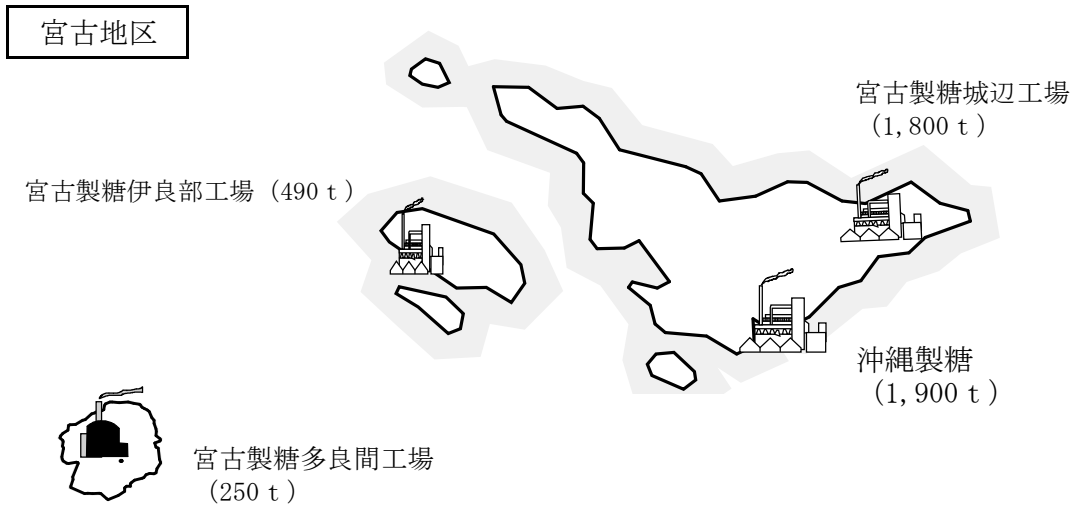 宮古地区
宮古製糖城辺工場
（1,800ｔ）
宮古製糖伊良部工場（490ｔ）
沖縄製糖
（1,900ｔ）
宮古製糖多良間工場
（250ｔ）